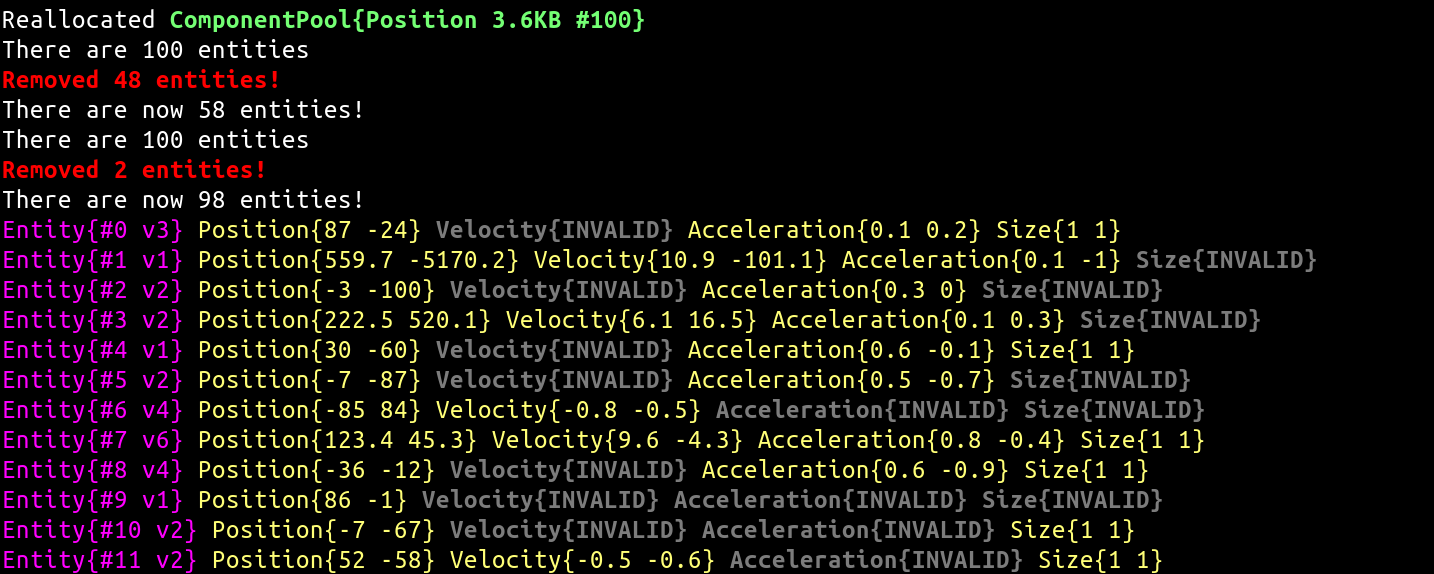 Reallocated ComponentPool{Position 3.6KB #100}
There are 100 entities
Removed 48 entities!
There are now 58 entities!
There are 100 entities
Removed 2 entities!
There are now 98 entities!
Entity{#0 v3} Position{87 -24} Velocity{INVALID} Acceleration{0.1 0.2} Size{1 1}
Entity{#1 v1} Position{559.7 -5170.2} Velocity{10.9 -101.1} Acceleration{0.1 -1} Size{INVALID}
Entity{#2 v2} Position{-3 -100} Velocity{INVALID} Acceleration{0.3 0} Size{INVALID}
Entity{#3 v2} Position{222.5 520.1} Velocity{6.1 16.5} Acceleration{0.1 0.3} Size{INVALID}
Entity{#4 v1} Position{30 -60} Velocity{INVALID} Acceleration{0.6 -0.1} Size{1 1}
Entity{#5 v2} Position{-7 -87} Velocity{INVALID} Acceleration{0.5 -0.7} Size{INVALID}
Entity{#6 v4} Position{-85 84} Velocity{-0.8 -0.5} Acceleration{INVALID} Size{INVALID}
Entity{#7 v6} Position{123.4 45.3} Velocity{9.6 -4.3} Acceleration{0.8 -0.4} Size{1 1}
Entity{#8 v4} Position{-36 -12} Velocity{INVALID} Acceleration{0.6 -0.9} Size{1 1}
Entity{#9 v1} Position{86 -1} Velocity{INVALID} Acceleration{INVALID} Size{INVALID}
Entity{#10 v2} Position{-7 -67} Velocity{INVALID} Acceleration{INVALID} Size{1 1}
Entity{#11 v2} Position{52 -58} Velocity{-0.5 -0.6} Acceleration{INVALID} Size{1 1}